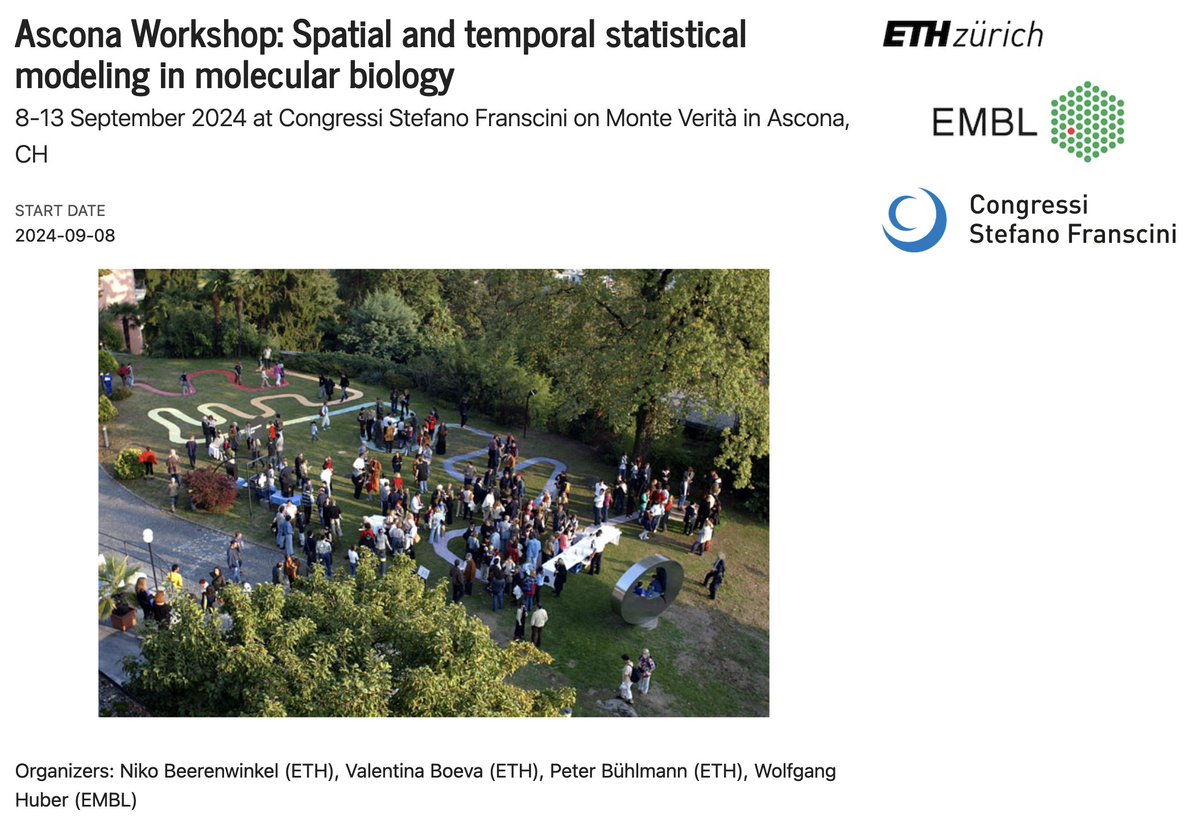 Ascona Workshop: Spatial and temporal statistical
modeling in molecular biology
8-13 September 2024 at Congressi Stefano Franscini on Monte Verità in Ascona,
CH
START DATE
2024-09-08
ETH zürich
EMBL
Congressi
Stefano Franscini
Organizers: Niko Beerenwinkel (ETH), Valentina Boeva (ETH), Peter Bühlmann (ETH), Wolfgang
Huber (EMBL)